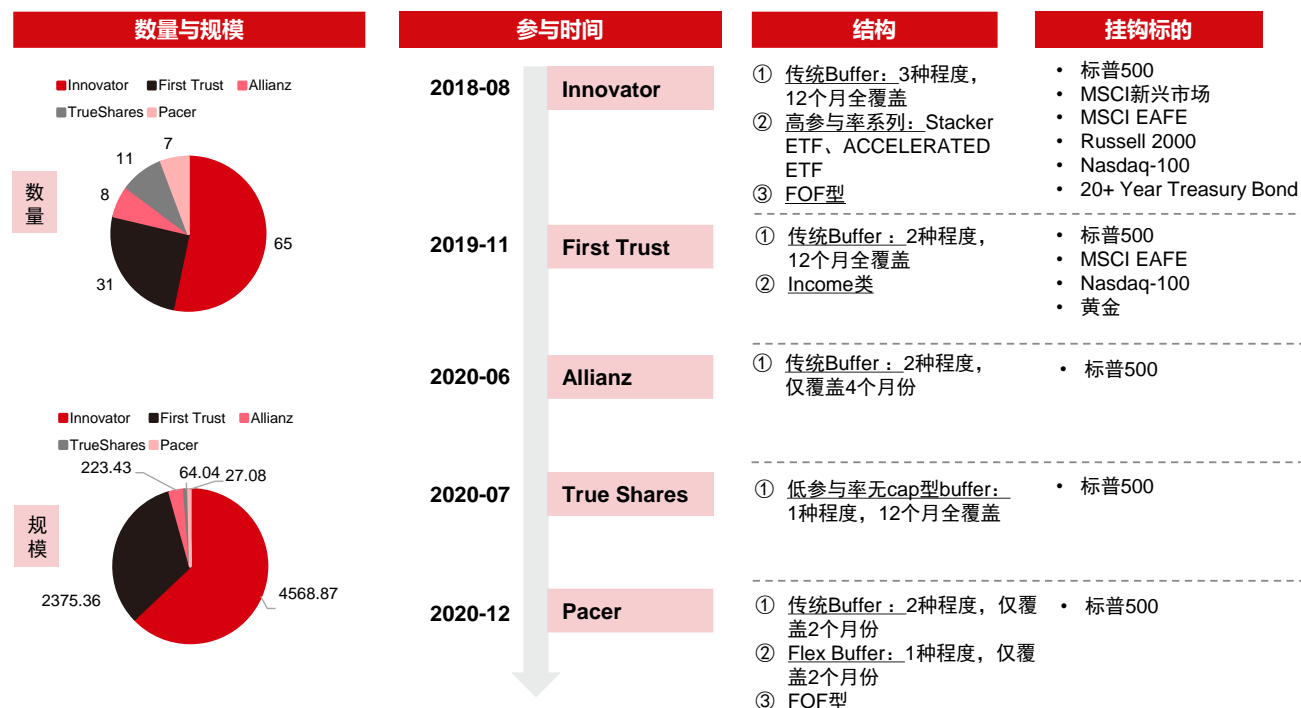 数量与规模
参与时间
结构
挂钩标的
Innovator First Trust Allianz
TrueShares Pacer
数量
7
11
8
31
65
Innovator First Trust Allianz
TrueShares Pacer
规模
223.43
64.04
27.08
2375.36
4568.87
2018-08
Innovator
① 传统Buffer：3种程度，
12个月全覆盖
② 高参与率系列：Stacker
ETF、ACCELERATED
ETF
③ FOF型
• 标普500
• MSCI新兴市场
• MSCI EAFE
• Russell 2000
• Nasdaq-100
• 20+ Year Treasury Bond
2019-11
First Trust
① 传统Buffer ：2种程度，
12个月全覆盖
② Income类
• 标普500
• MSCI EAFE
• Nasdaq-100
• 黄金
2020-06
Allianz
① 传统Buffer ：2种程度，
仅覆盖4个月份
• 标普500
2020-07
True Shares
① 低参与率无cap型buffer：
1种程度，12个月全覆盖
• 标普500
2020-12
Pacer
① 传统Buffer ：2种程度，仅覆
盖2个月份
② Flex Buffer：1种程度，仅覆
盖2个月份
③ FOF型
• 标普500